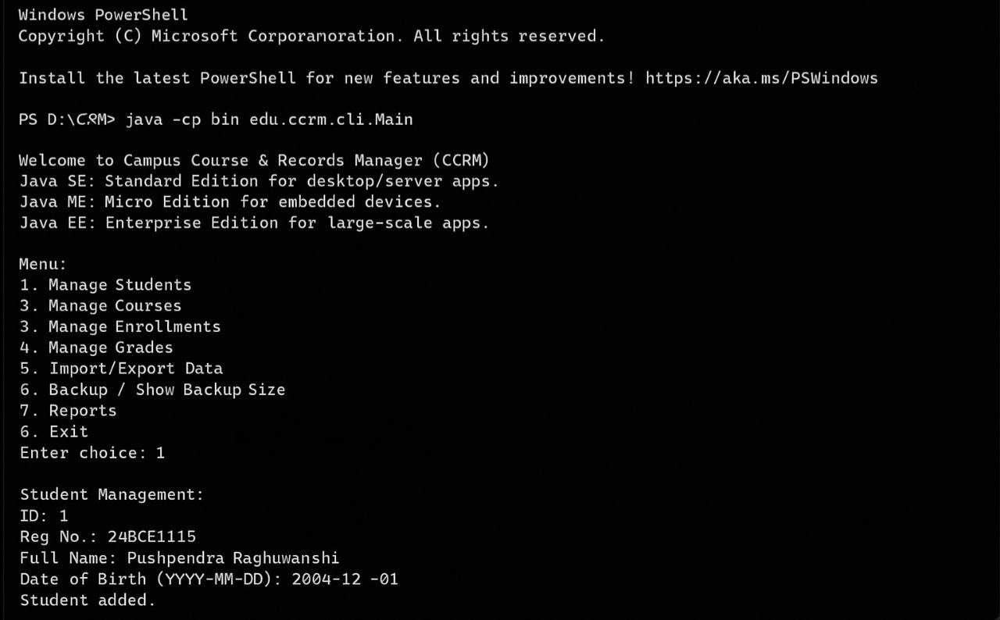 Windows PowerShell
Copyright (C) Microsoft Corporamoration. All rights reserved.
Install the latest PowerShell for new features and improvements! https://aka.ms/PSWindows
PS D:\CRM> java -cp bin edu.ccrm.cli.Main
Welcome to Campus Course & Records Manager (CCRM)
Java SE: Standard Edition for desktop/server apps.
Java ME: Micro Edition for embedded devices.
Java EE: Enterprise Edition for large-scale apps.
Menu:
1. Manage Students
3. Manage Courses
3. Manage Enrollments
4. Manage Grades
5. Import/Export Data
6. Backup / Show Backup Size
7. Reports
6. Exit
Enter choice: 1
Student Management:
ID: 1
Reg No.: 24BCE1115
Full Name: Pushpendra Raghuwanshi
Date of Birth (YYYY-MM-DD): 2004-12 -01
Student added.